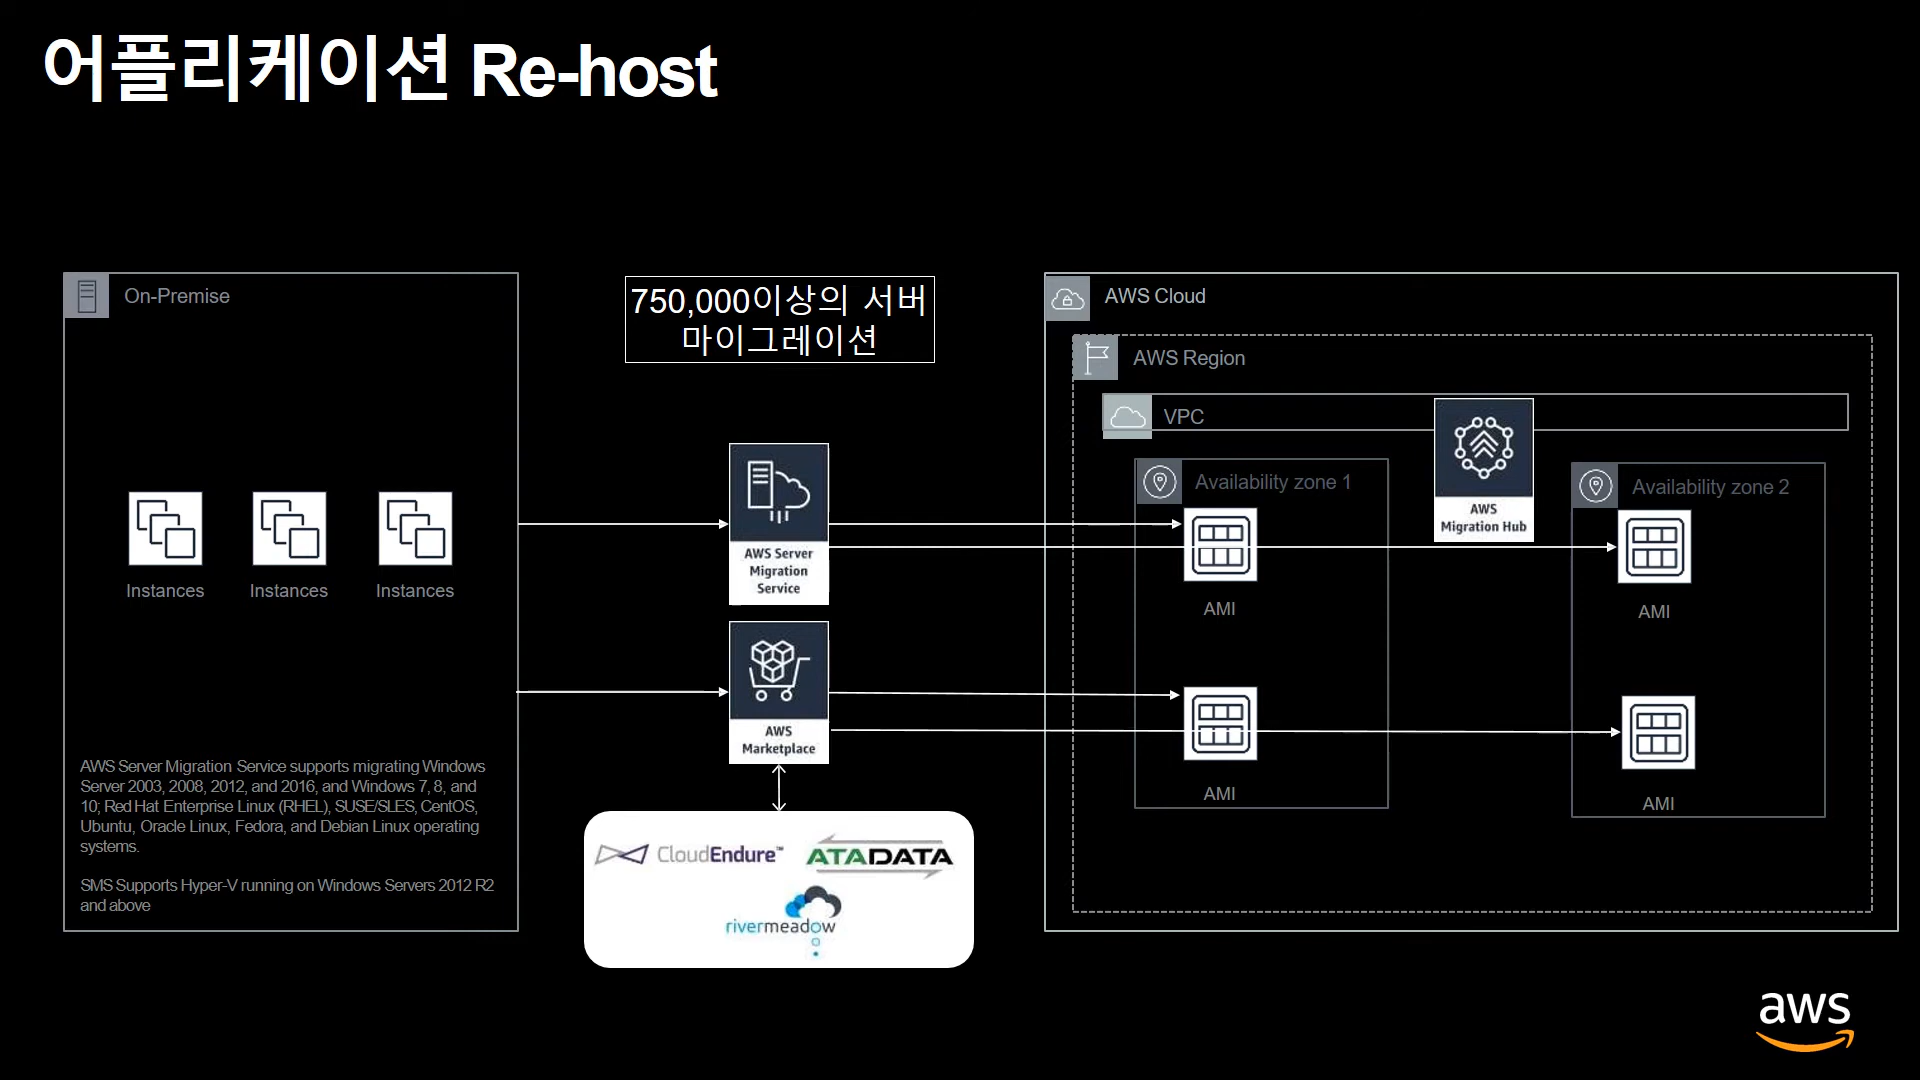 어플리케이션 Re-host
On-Premise
Instances
Instances
Instances
AWS Server Migration Service supports migrating Windows
Server 2003, 2008, 2012, and 2016, and Windows 7, 8, and
10; Red Hat Enterprise Linux (RHEL), SUSE/SLES, CentOS,
Ubuntu, Oracle Linux, Fedora, and Debian Linux operating
systems.
SMS Supports Hyper-V running on Windows Servers 2012 R2
and above
750,000이상의 서버
마이그레이션
AWS Server
Migration
Service
AWS
Marketplace
CloudEndure™
ATADATA
rivermeadow
AWS Cloud
AWS Region
VPC
AWS
Migration Hub
Availability zone 1
AMI
AMI
Availability zone 2
AMI
AMI
aws